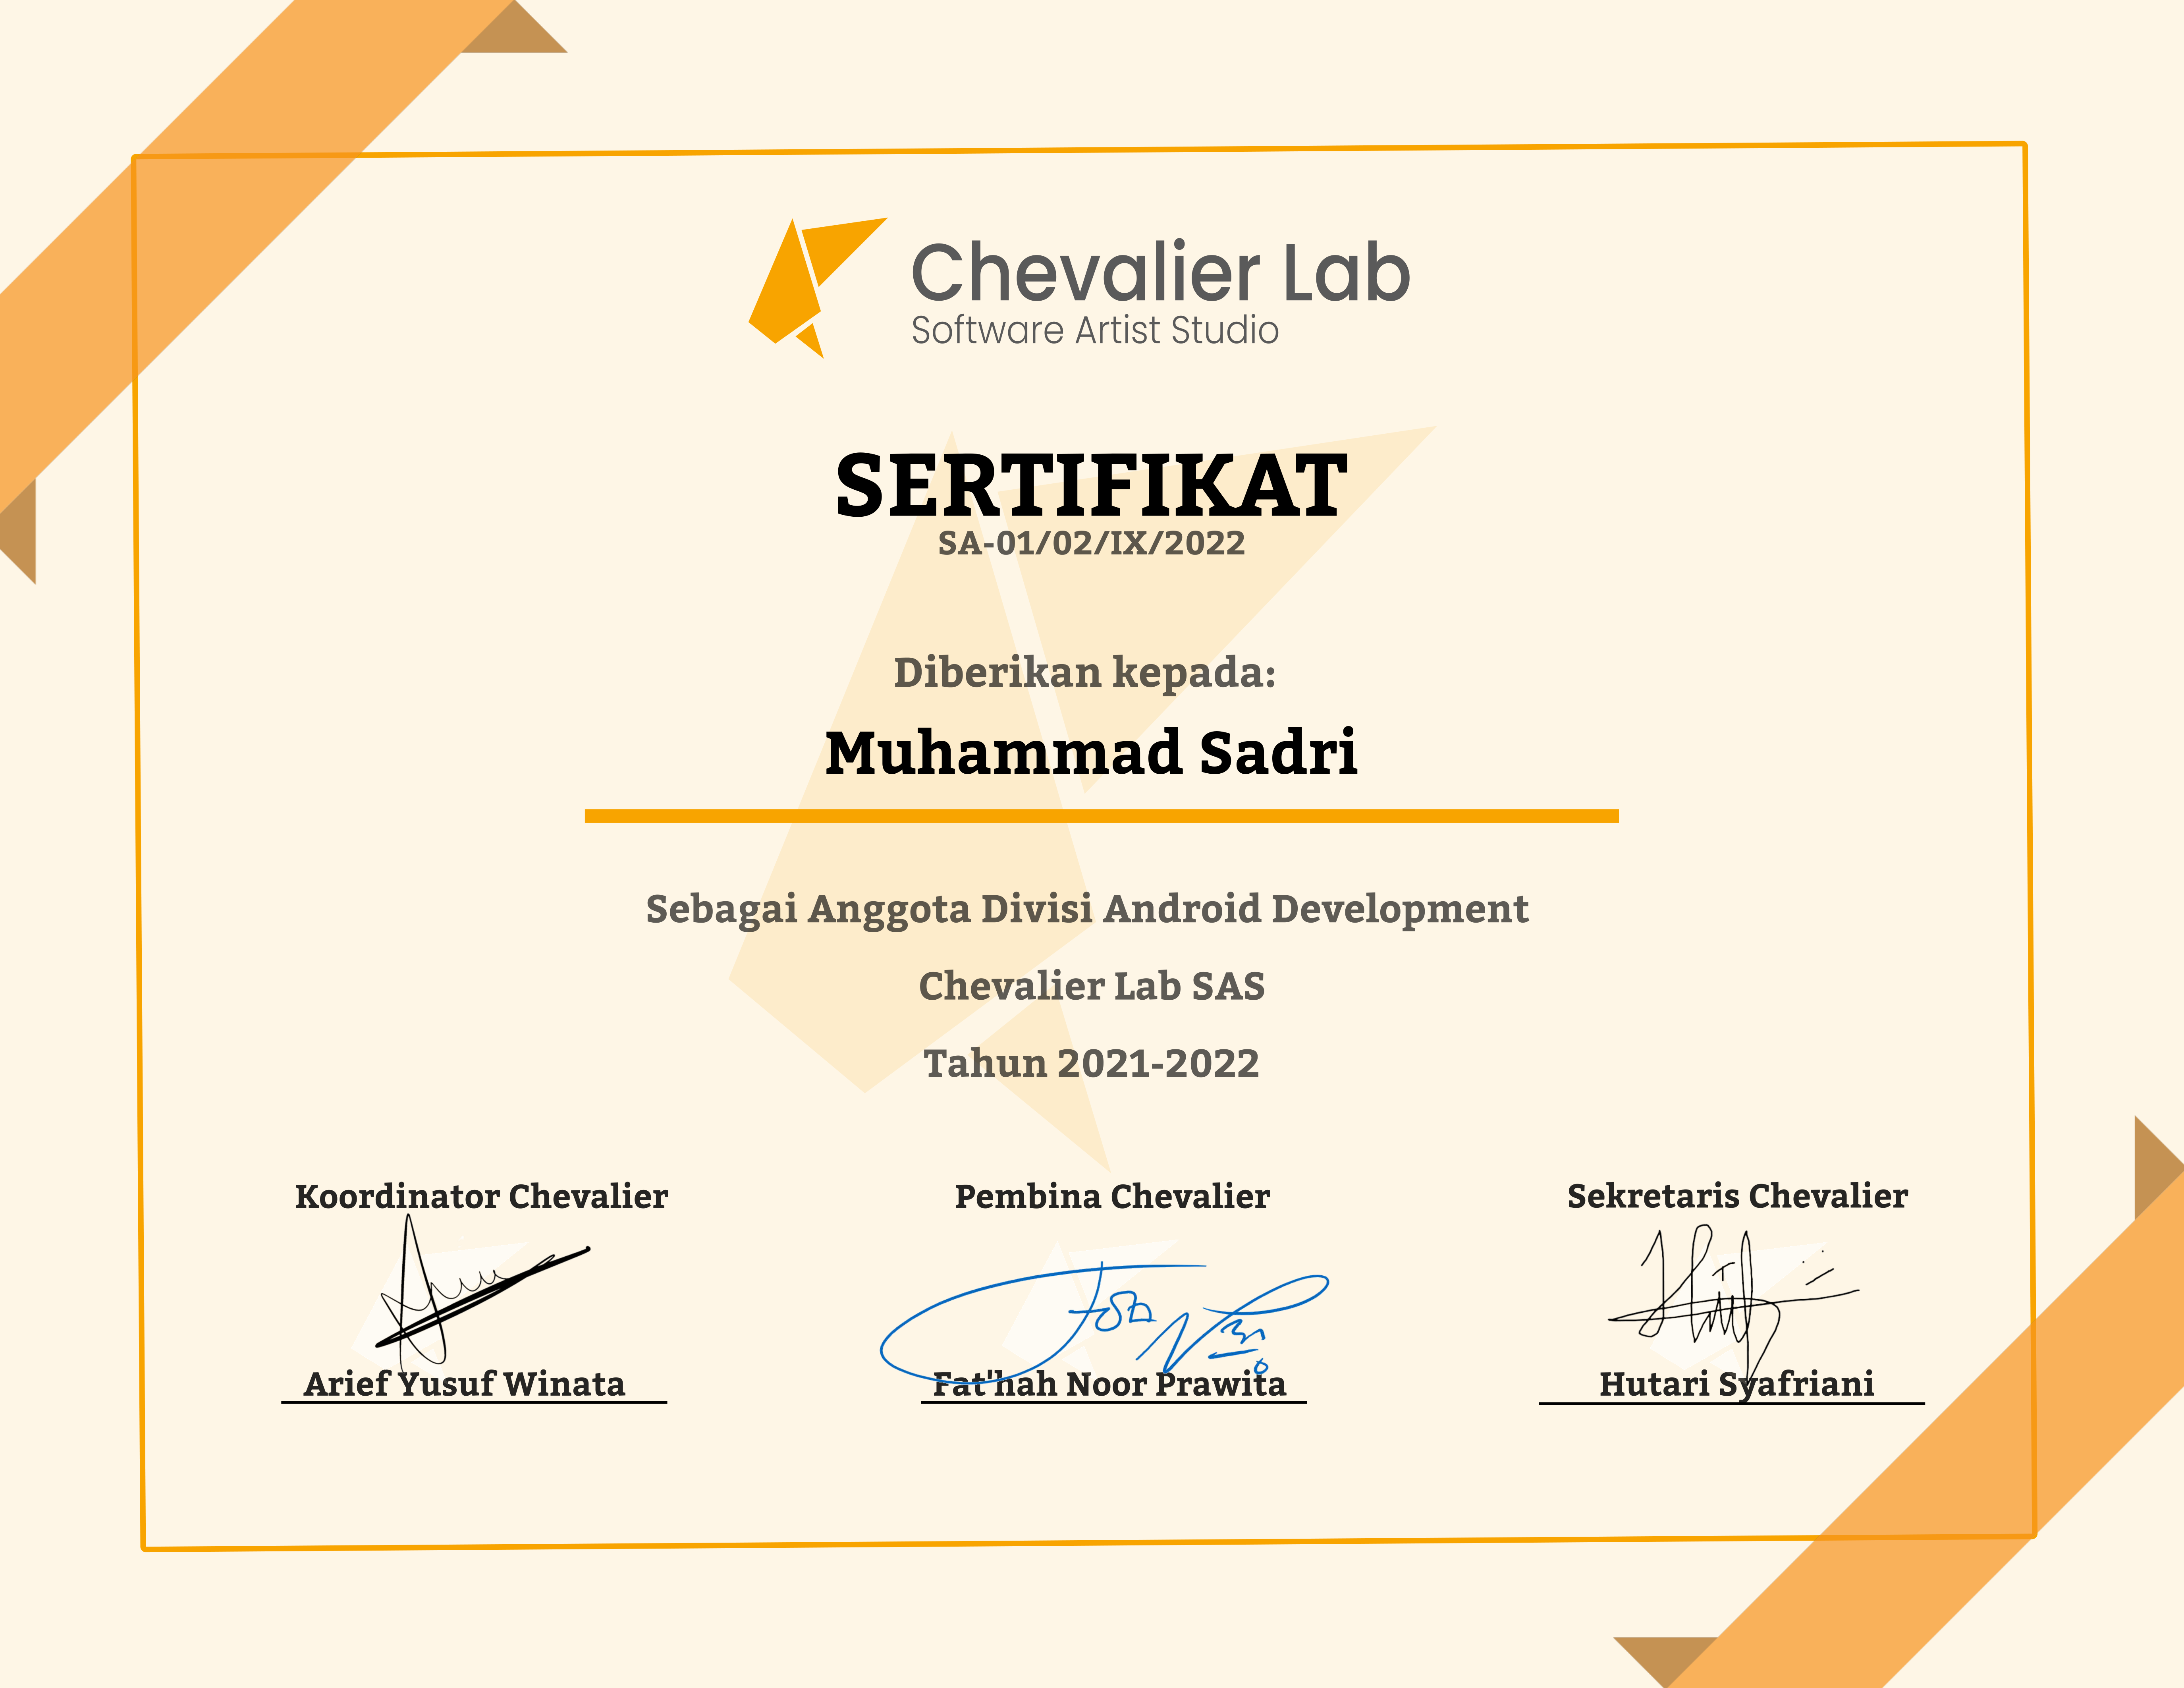 Chevalier Lab
Software Artist Studio
SERTIFIKAT
SA-01/02/IX/2022
Diberikan kepada:
Muhammad Sadri
Sebagai Anggota Divisi Android Development
Chevalier Lab SAS
Tahun 2021-2022
Koordinator Chevalier
Pembina Chevalier
Sekretaris Chevalier
Arief Yusuf Winata
Fat'hah Noor Prawita
Hutari Syafriani